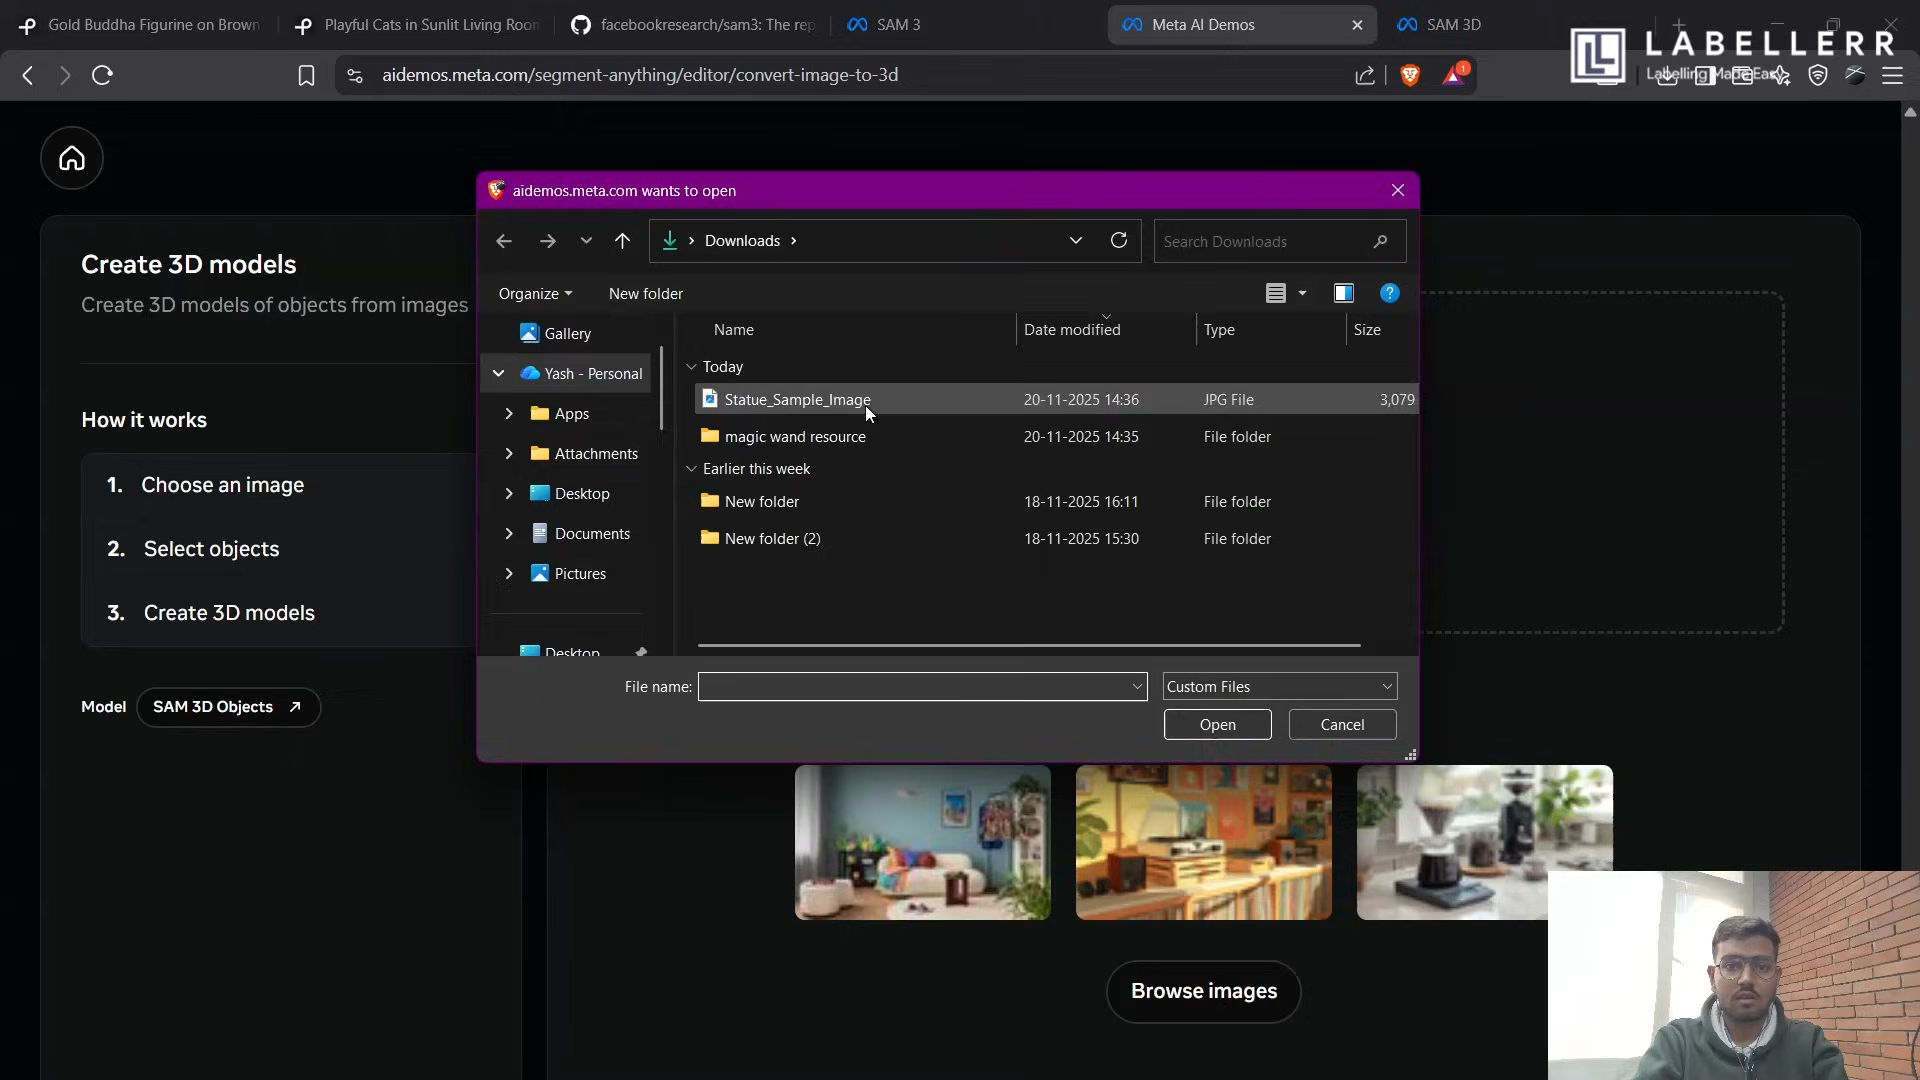 Gold Buddha Figurine on Brown
Playful Cats in Sunlit Living Roon
facebookresearch/sam3: The rep
SAM 3
Meta AI Demos
SAM 3D
LABELLERR
Labelling Made Easy
aidemos.meta.com/segment-anything/editor/convert-image-to-3d
1
aidemos.meta.com wants to open
Downloads
Search Downloads
Create 3D models
Create 3D models of objects from images
Organize
New folder
Name
Date modified
Type
Size
Gallery
Yash - Personal
Apps
Attachments
Desktop
Documents
Pictures
Desktop
Today
Statue_Sample_Image 20-11-2025 14:36 JPG File 3,079
magic wand resource 20-11-2025 14:35 File folder
Earlier this week
New folder 18-11-2025 16:11 File folder
New folder (2) 18-11-2025 15:30 File folder
How it works
1. Choose an image
2. Select objects
3. Create 3D models
Model SAM 3D Objects
File name:
Custom Files
Open
Cancel
Browse images